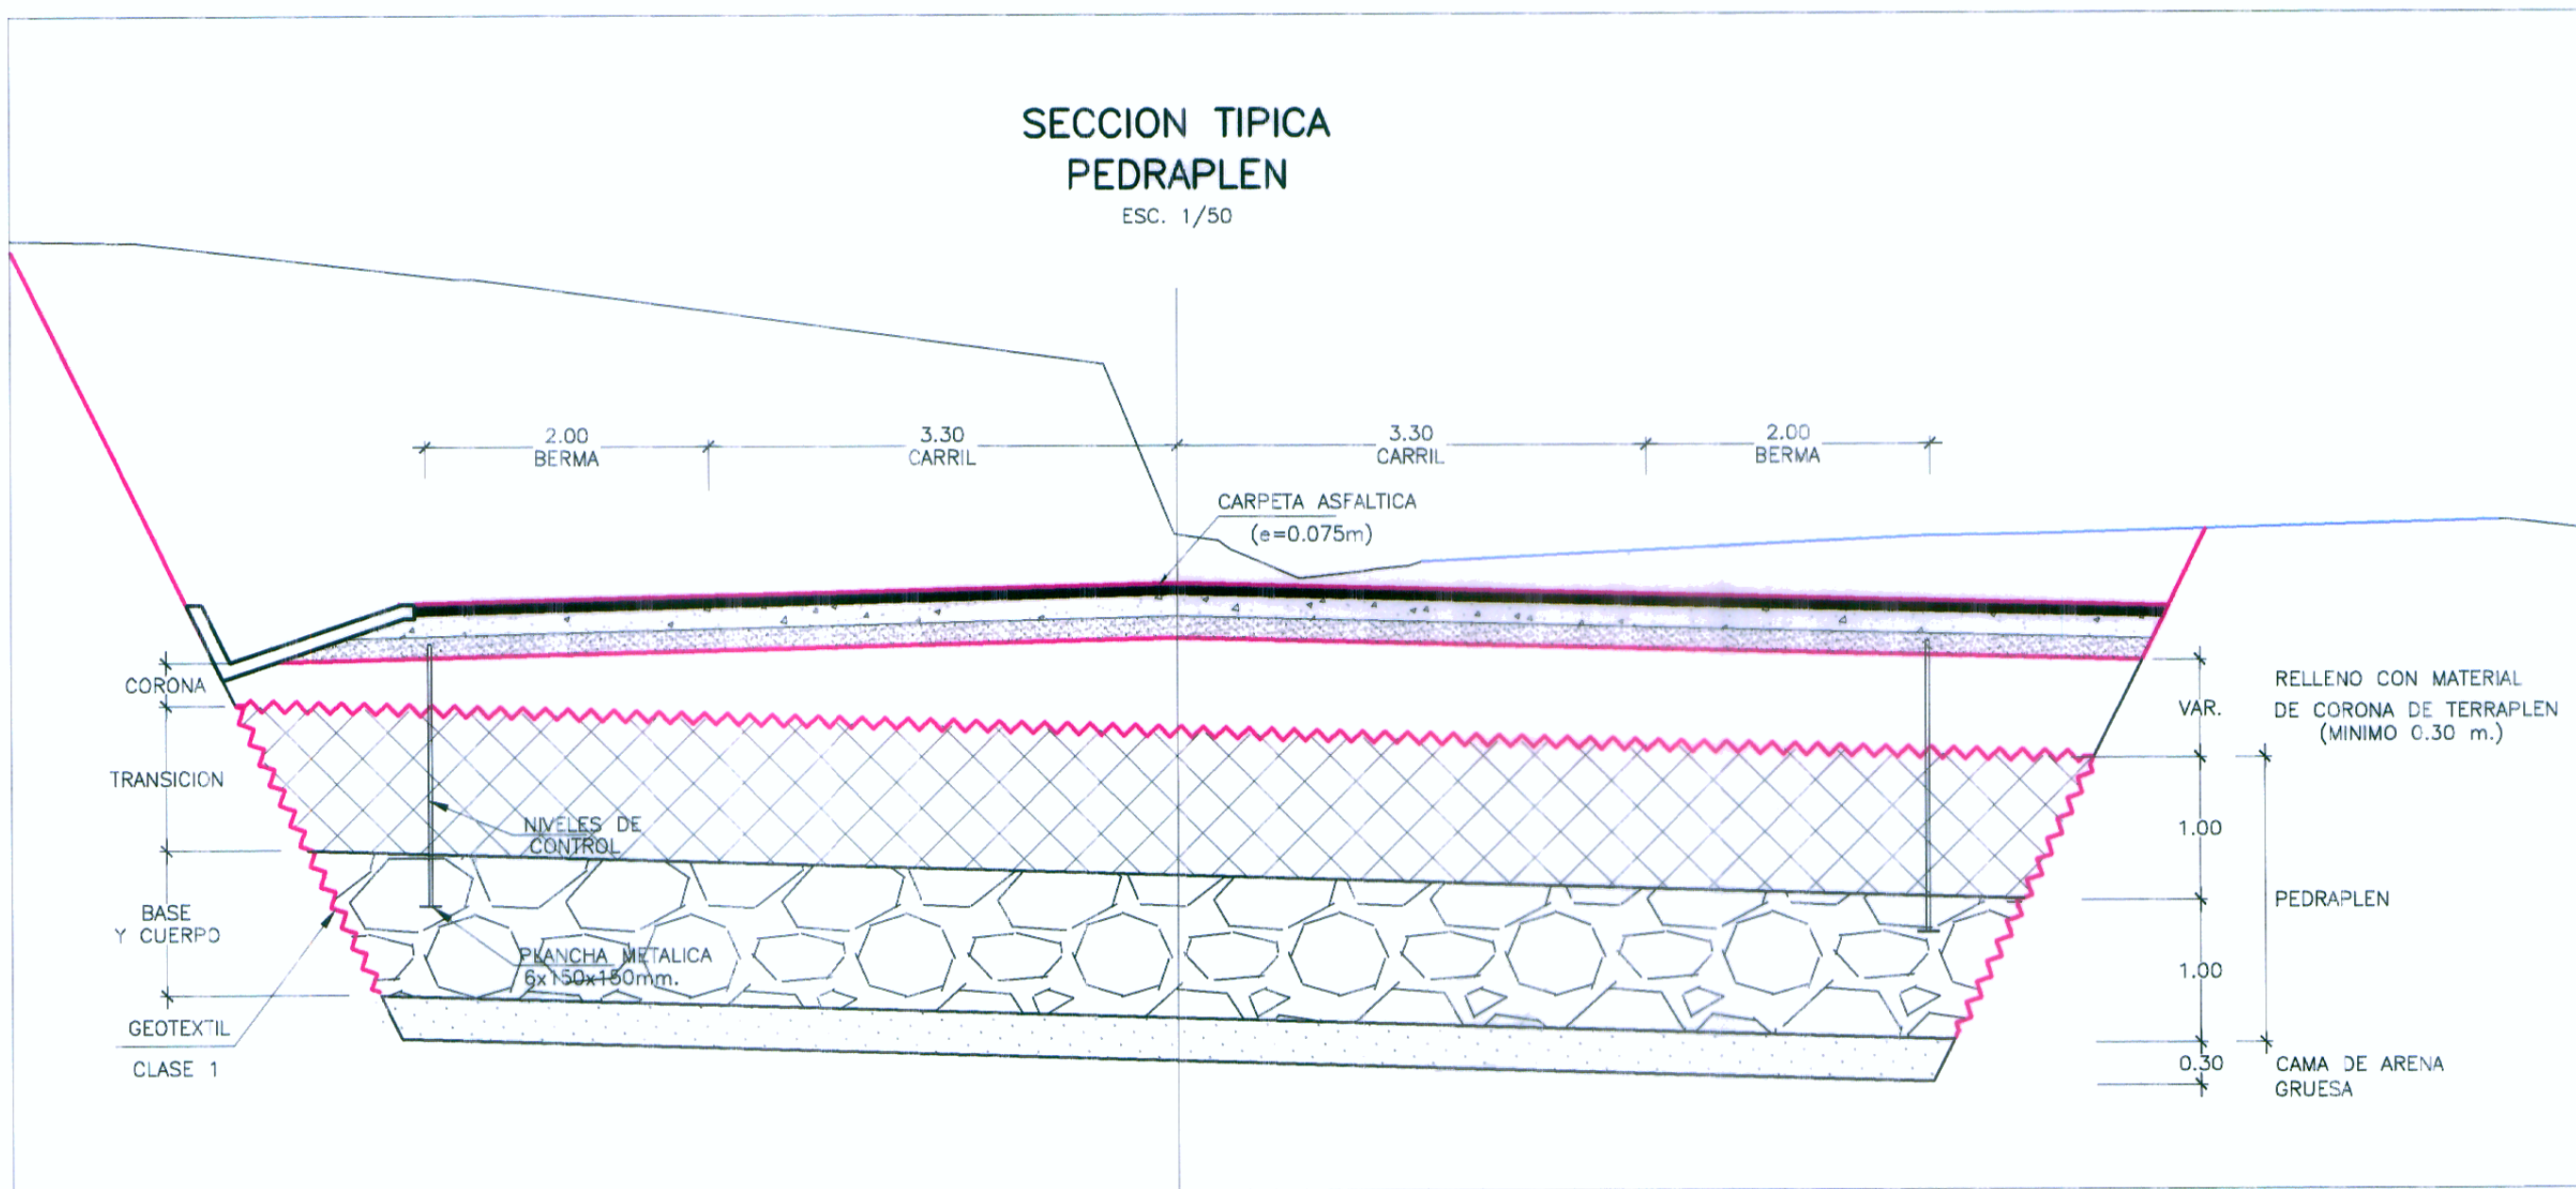 SECCION TIPICA
PEDRAPLEN
ESC. 1/50
2.00
BERMA
3.30
CARRIL
3.30
CARRIL
2.00
BERMA
CARPETA ASFALTICA
(e=0.075m)
CORONA
TRANSICION
BASE
Y CUERPO
GEOTEXTIL
CLASE 1
NIVELES DE
CONTROL
PLANCHA METALICA
6x150x150mm.
VAR.
1.00
1.00
0.30
RELLENO CON MATERIAL
DE CORONA DE TERRAPLEN
(MINIMO 0.30 m.)
PEDRAPLEN
CAMA DE ARENA
GRUESA